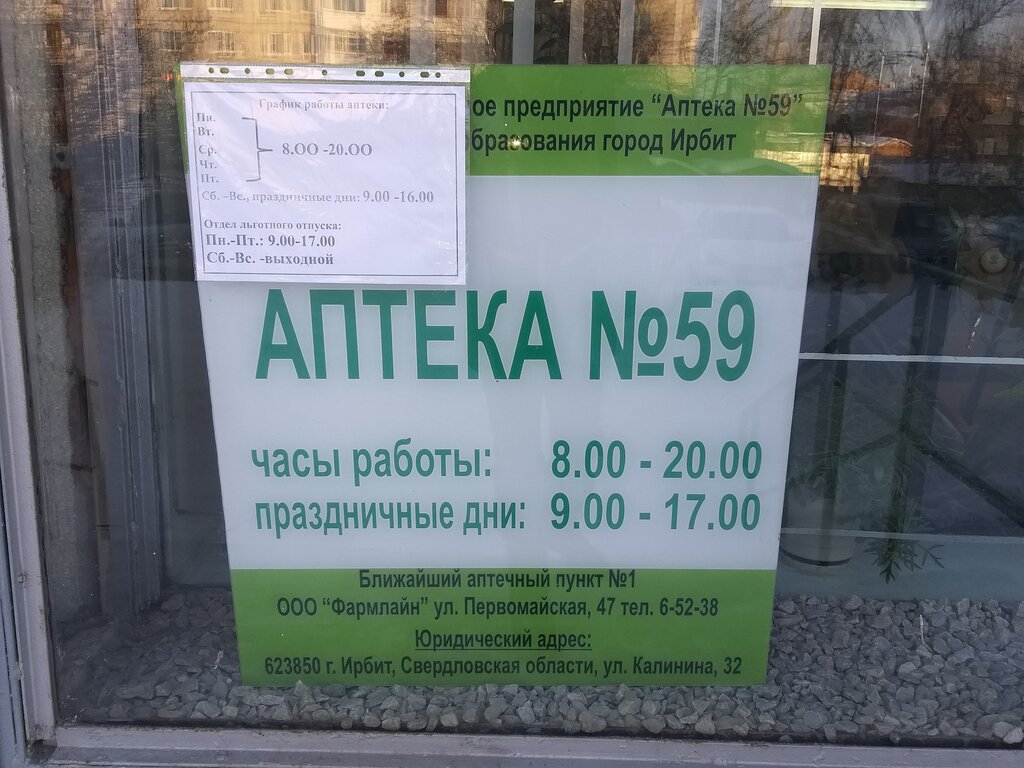 График работы аптеки:
Пн.
Вт.
Ср. 8.ОО -20.ОО
Чт.
Пт.
Сб. -Вс., праздничные дни: 9.00 -16.00
Отдел льготного отпуска:
Пн.-Пт.: 9.00-17.00
Сб.-Вс. -выходной
ое предприятие “Аптека №59”
бразования город Ирбит
АПТЕКА №59
часы работы: 8.00 - 20.00
праздничные дни: 9.00 - 17.00
Ближайший аптечный пункт №1
ООО “Фармлайн” ул. Первомайская, 47 тел. 6-52-38
Юридический адрес:
623850 г. Ирбит, Свердловская области, ул. Калинина, 32